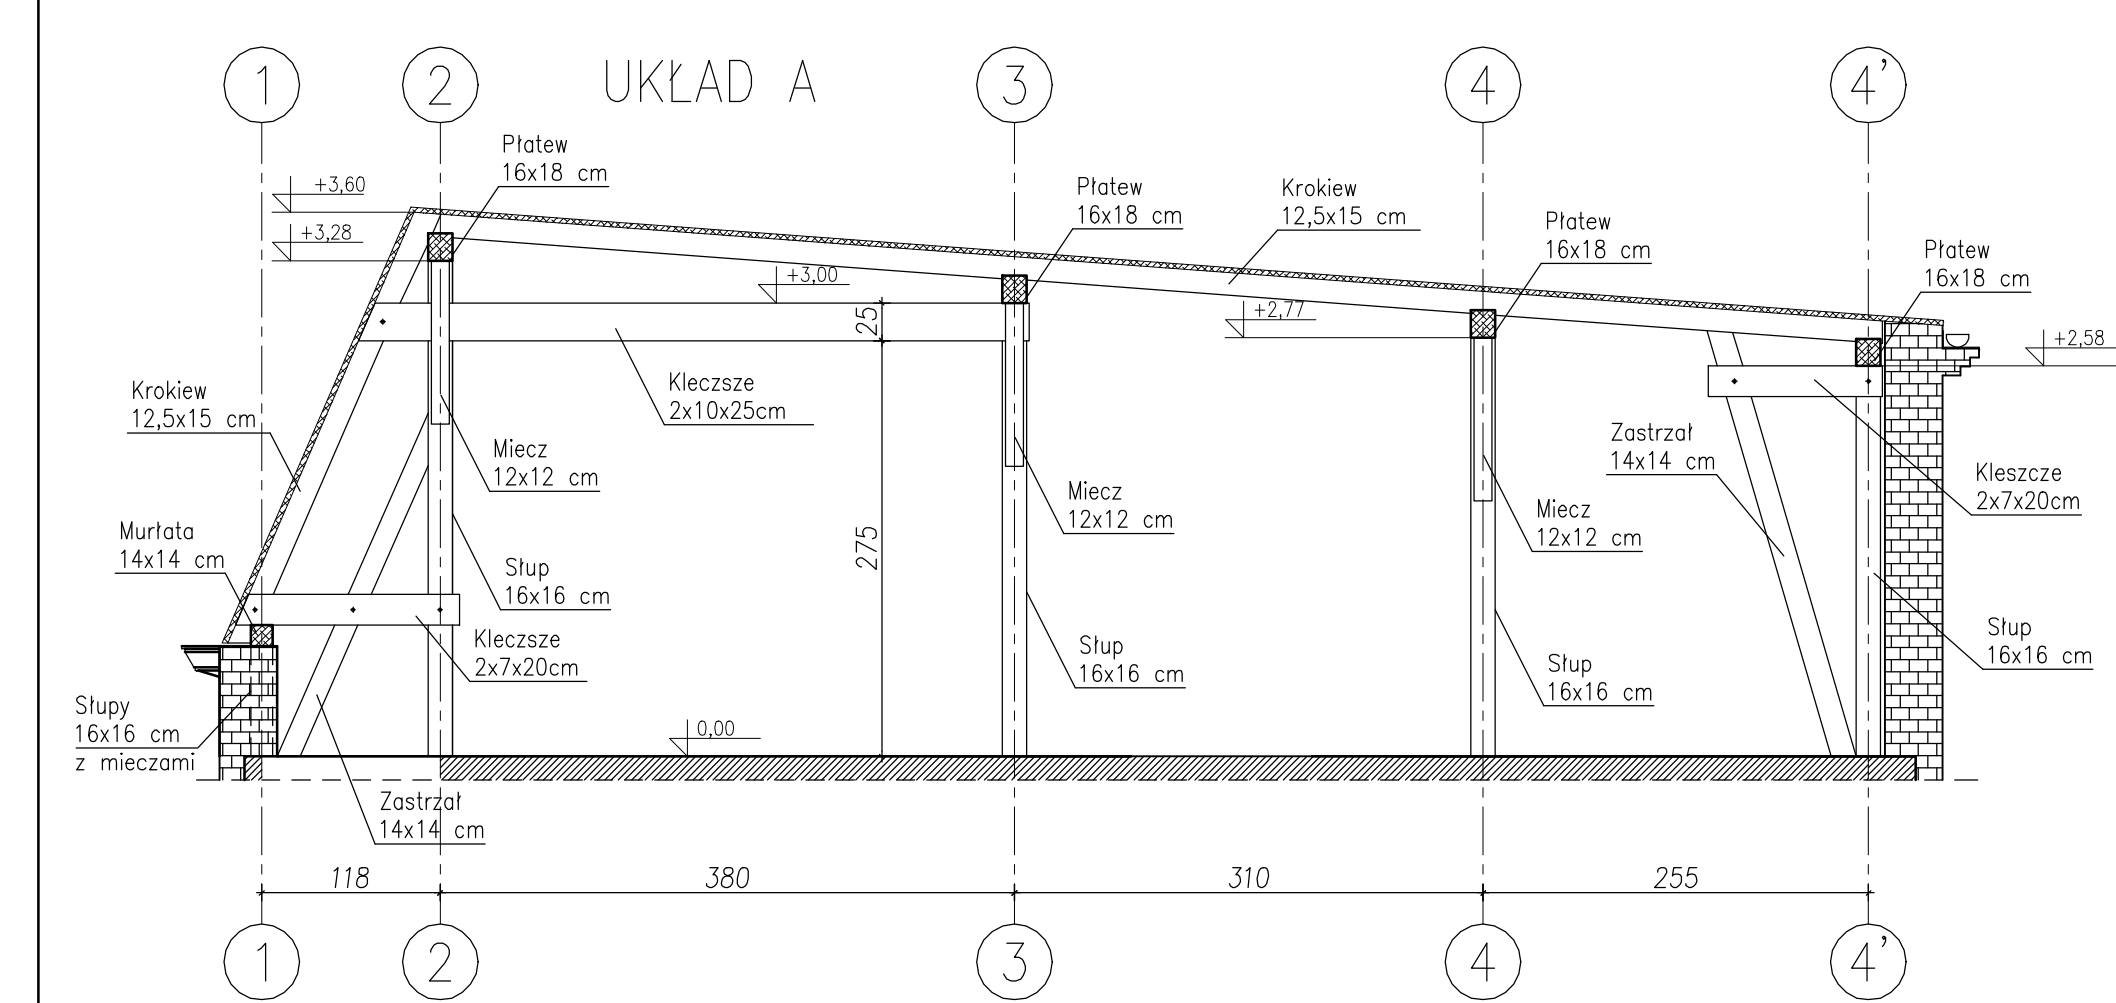 1
2
UKŁAD A
3
4
4'
Płatew
16x18 cm
+3,60
+3,28
Płatew
16x18 cm
Krokiew
12,5x15 cm
Płatew
16x18 cm
Płatew
16x18 cm
+3,00
+2,77
+2,58
25
Krokiew
12,5x15 cm
Kleczsze
2x10x25cm
Miecz
12x12 cm
Zastrzał
14x14 cm
Kleszcze
2x7x20cm
Miecz
12x12 cm
Miecz
12x12 cm
Murłata
14x14 cm
275
Słup
16x16 cm
Kleczsze
2x7x20cm
Słup
16x16 cm
Słup
16x16 cm
Słup
16x16 cm
Słupy
16x16 cm
z mieczami
0,00
Zastrzał
14x14 cm
118
380
310
255
1
2
3
4
4'